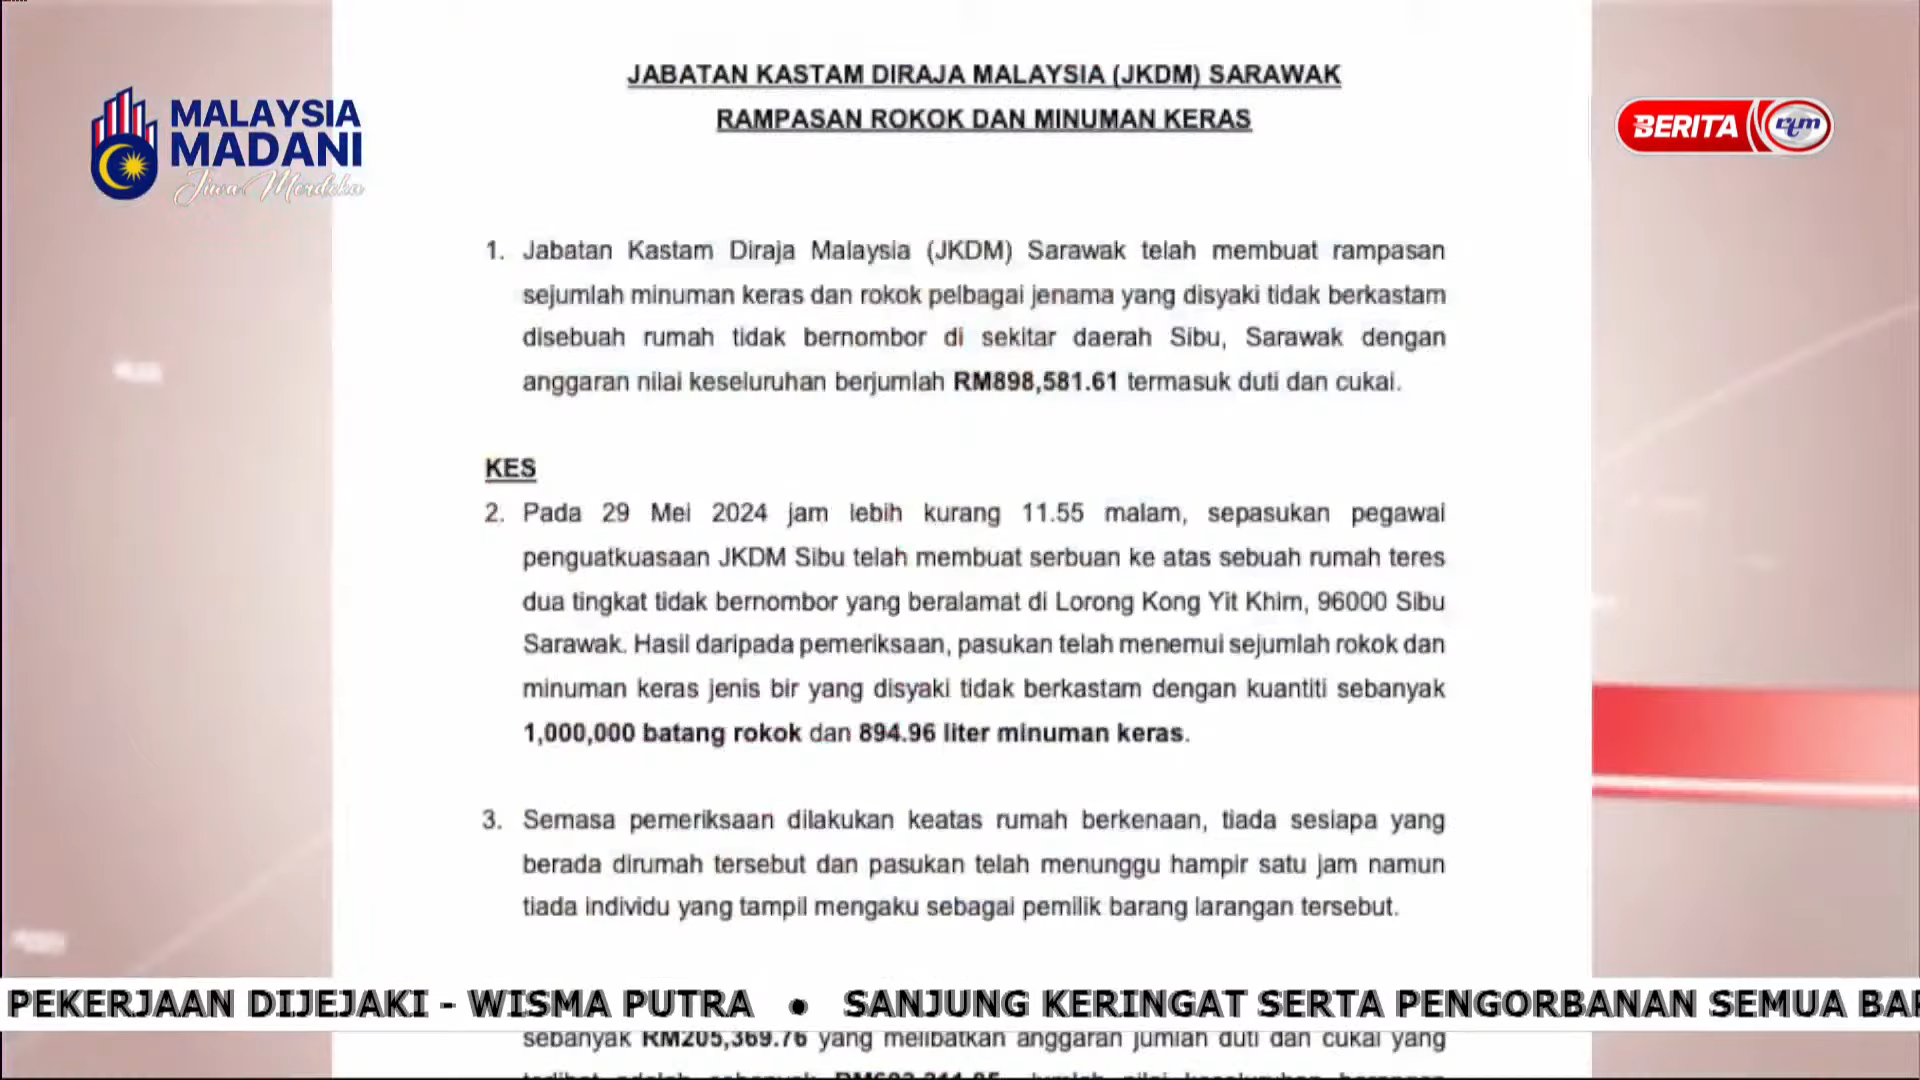 JABATAN KASTAM DIRAJA MALAYSIA (JKDM) SARAWAK
RAMPASAN ROKOK DAN MINUMAN KERAS
MALAYSIA
MADANI
Jiwa Merdeka
BERITA rtm
1. Jabatan Kastam Diraja Malaysia (JKDM) Sarawak telah membuat rampasan
sejumlah minuman keras dan rokok pelbagai jenama yang disyaki tidak berkastam
disebuah rumah tidak bernombor di sekitar daerah Sibu, Sarawak dengan
anggaran nilai keseluruhan berjumlah RM898,581.61 termasuk duti dan cukai.
KES
2. Pada 29 Mei 2024 jam lebih kurang 11.55 malam, sepasukan pegawai
penguatkuasaan JKDM Sibu telah membuat serbuan ke atas sebuah rumah teres
dua tingkat tidak bernombor yang beralamat di Lorong Kong Yit Khim, 96000 Sibu
Sarawak. Hasil daripada pemeriksaan, pasukan telah menemui sejumlah rokok dan
minuman keras jenis bir yang disyaki tidak berkastam dengan kuantiti sebanyak
1,000,000 batang rokok dan 894.96 liter minuman keras.
3. Semasa pemeriksaan dilakukan keatas rumah berkenaan, tiada sesiapa yang
berada dirumah tersebut dan pasukan telah menunggu hampir satu jam namun
tiada individu yang tampil mengaku sebagai pemilik barang larangan tersebut.
PEKERJAAN DIJEJAKI - WISMA PUTRA • SANJUNG KERINGAT SERTA PENGORBANAN SEMUA
sebanyak RM205,369.76 yang melibatkan anggaran jumlah duti dan cukai yang